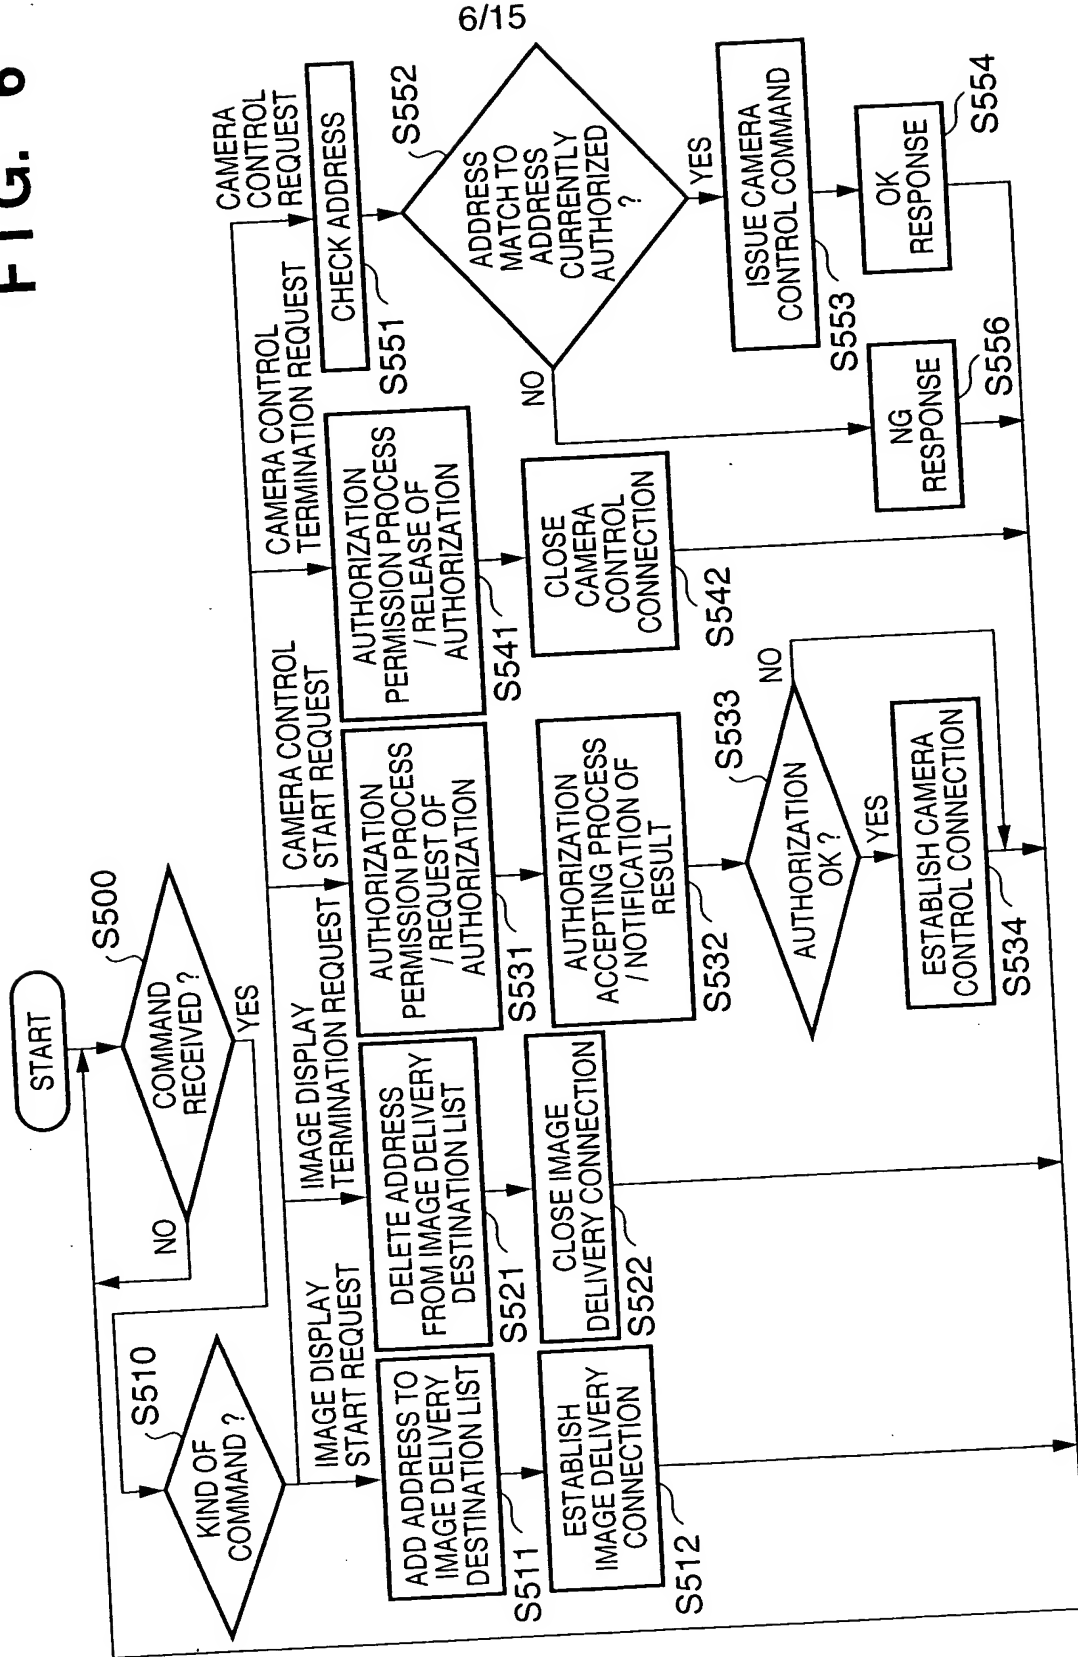 6/15
FIG. 6
START
COMMAND
RECEIVED ?
S500
NO
YES
KIND OF
COMMAND ?
S510
IMAGE DISPLAY
START REQUEST
ADD ADDRESS TO
IMAGE DELIVERY
DESTINATION LIST
S511
ESTABLISH
IMAGE DELIVERY
CONNECTION
S512
IMAGE DISPLAY
TERMINATION REQUEST
DELETE ADDRESS
FROM IMAGE DELIVERY
DESTINATION LIST
S521
CLOSE IMAGE
DELIVERY CONNECTION
S522
CAMERA CONTROL
START REQUEST
AUTHORIZATION
PERMISSION PROCESS
/ REQUEST OF
AUTHORIZATION
S531
AUTHORIZATION
ACCEPTING PROCESS
/ NOTIFICATION OF
RESULT
S532
AUTHORIZATION
OK ?
S533
NO
YES
ESTABLISH CAMERA
CONTROL CONNECTION
S534
CAMERA CONTROL
TERMINATION REQUEST
AUTHORIZATION
PERMISSION PROCESS
/ RELEASE OF
AUTHORIZATION
S541
CLOSE
CAMERA
CONTROL
CONNECTION
S542
CAMERA
CONTROL
REQUEST
CHECK ADDRESS
S551
ADDRESS
MATCH TO
ADDRESS
CURRENTLY
AUTHORIZED
?
S552
NO
YES
ISSUE CAMERA
CONTROL COMMAND
S553
OK
RESPONSE
S554
NG
RESPONSE
S556